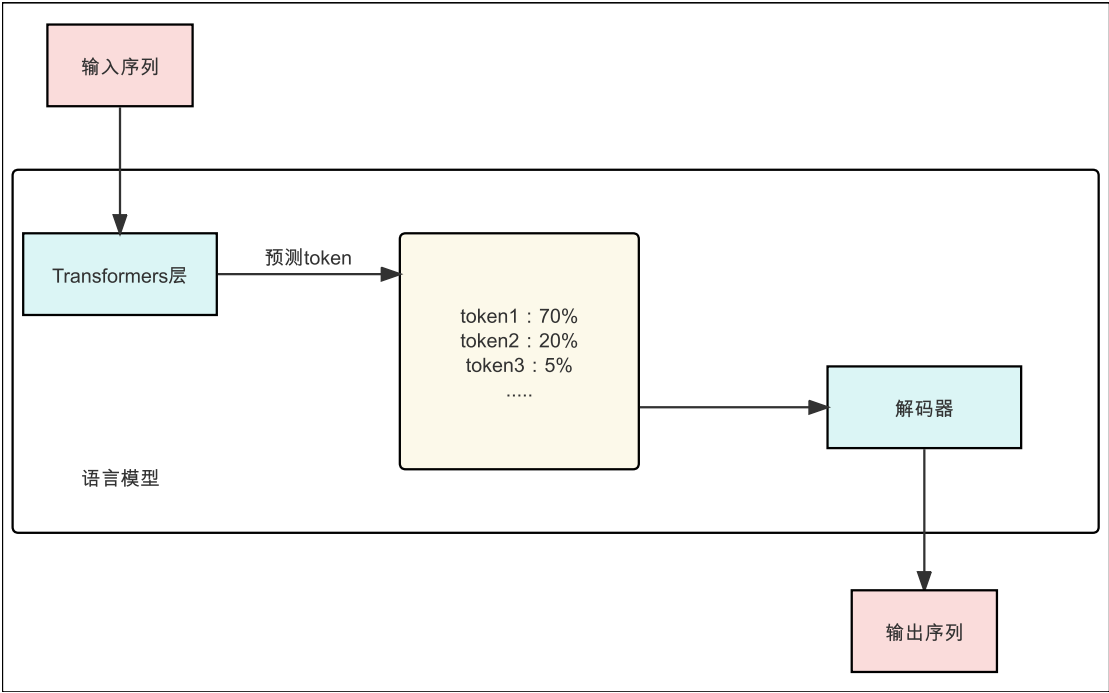 输入序列
Transformers层
预测token
token1：70%
token2：20%
token3：5%
.....
解码器
语言模型
输出序列